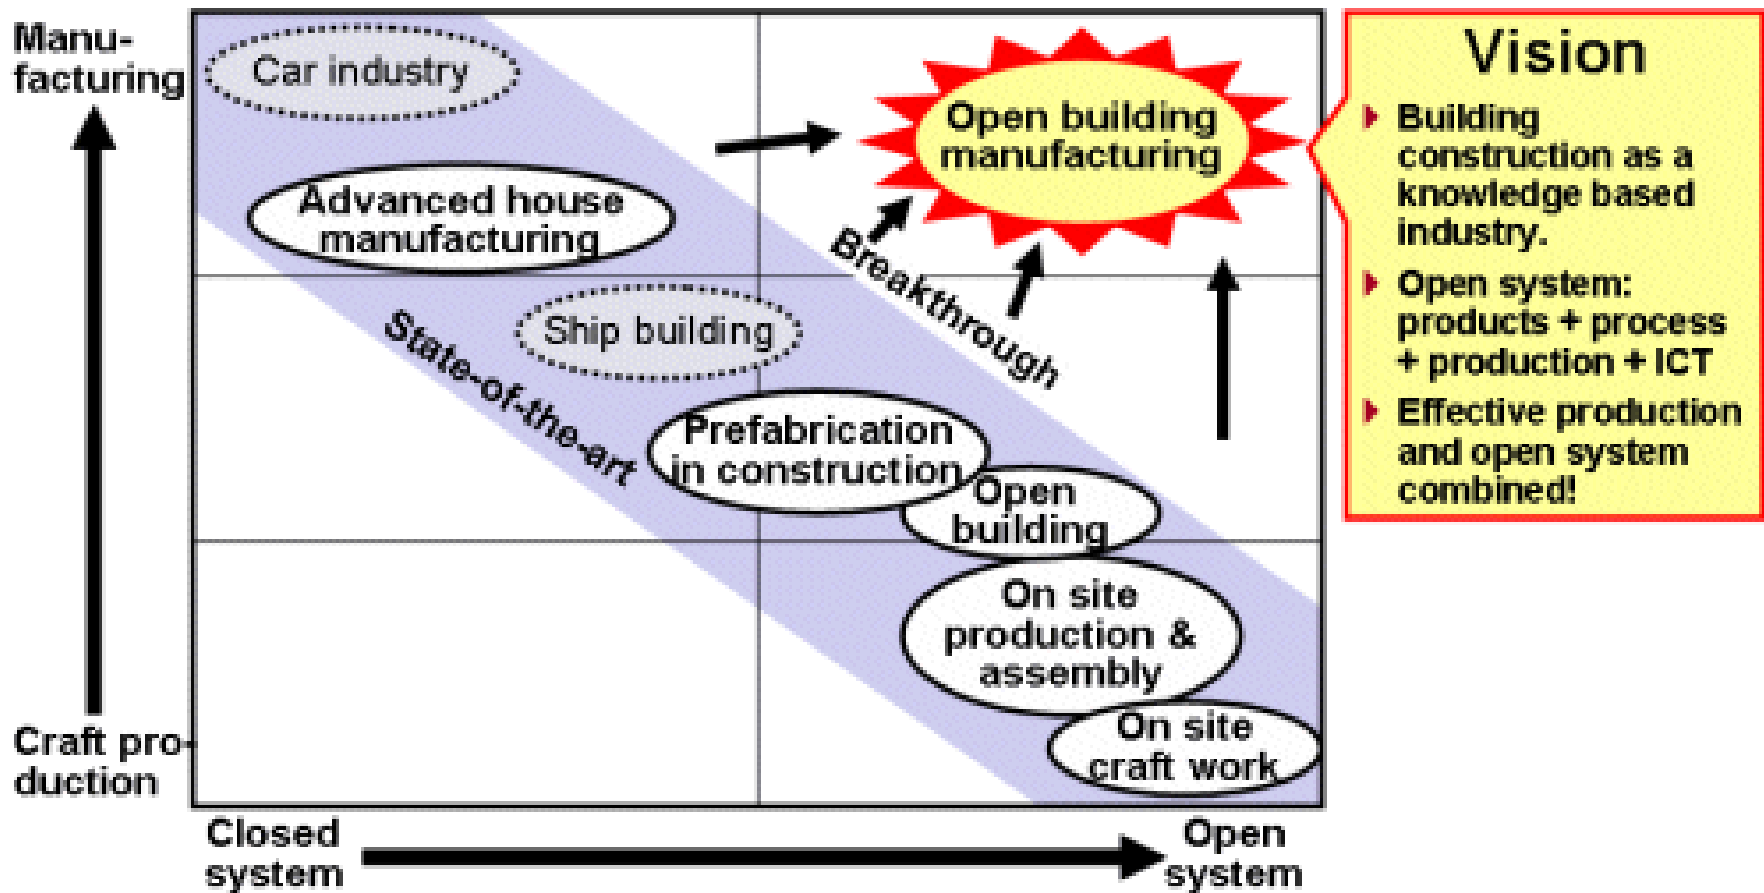 Manu-
facturing
Car industry
Advanced house
manufacturing
Ship building
State-of-the-art
Breakthrough
Prefabrication
in construction
Open
building
On site
production &
assembly
On site
craft work
Open building
manufacturing
Craft pro-
duction
Closed
system
Open
system
Vision
Building
construction as a
knowledge based
industry.
Open system:
products + process
+ production + ICT
Effective production
and open system
combined!